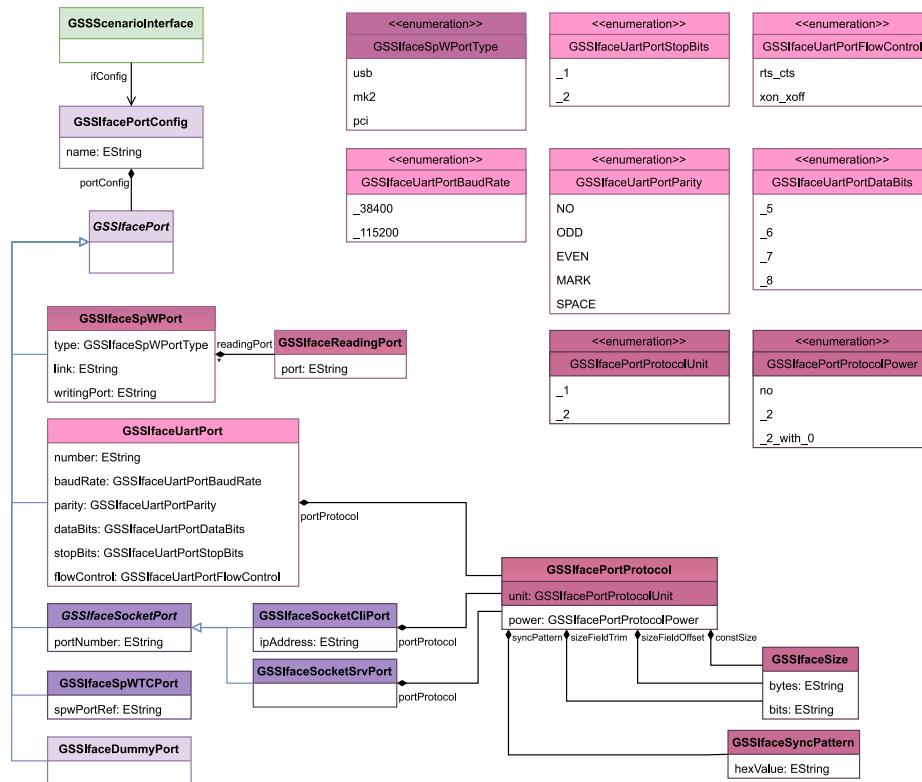 GSSScenarioInterface
ifConfig
GSSIfacePortConfig
name: EString
portConfig
GSSIfacePort
GSSIfaceSpWPort
type: GSSIfaceSpWPortType
link: EString
writingPort: EString
readingPort
*
GSSIfaceReadingPort
port: EString
GSSIfaceUartPort
number: EString
baudRate: GSSIfaceUartPortBaudRate
parity: GSSIfaceUartPortParity
dataBits: GSSIfaceUartPortDataBits
stopBits: GSSIfaceUartPortStopBits
flowControl: GSSIfaceUartPortFlowControl
portProtocol
GSSIfaceSocketPort
portNumber: EString
GSSIfaceSocketCliPort
ipAddress: EString
portProtocol
GSSIfaceSocketSrvPort
portProtocol
GSSIfaceSpWTCPort
spwPortRef: EString
GSSIfaceDummyPort
<<enumeration>>
GSSIfaceSpWPortType
usb
mk2
pci
<<enumeration>>
GSSIfaceUartPortStopBits
_1
_2
<<enumeration>>
GSSIfaceUartPortFlowControl
rts_cts
xon_xoff
<<enumeration>>
GSSIfaceUartPortBaudRate
_38400
_115200
<<enumeration>>
GSSIfaceUartPortParity
NO
ODD
EVEN
MARK
SPACE
<<enumeration>>
GSSIfaceUartPortDataBits
_5
_6
_7
_8
<<enumeration>>
GSSIfacePortProtocolUnit
_1
_2
<<enumeration>>
GSSIfacePortProtocolPower
no
_2
_2_with_0
GSSIfacePortProtocol
unit: GSSIfacePortProtocolUnit
power: GSSIfacePortProtocolPower
syncPattern
sizeFieldTrim
sizeFieldOffset
constSize
GSSIfaceSize
bytes: EString
bits: EString
GSSIfaceSyncPattern
hexValue: EString